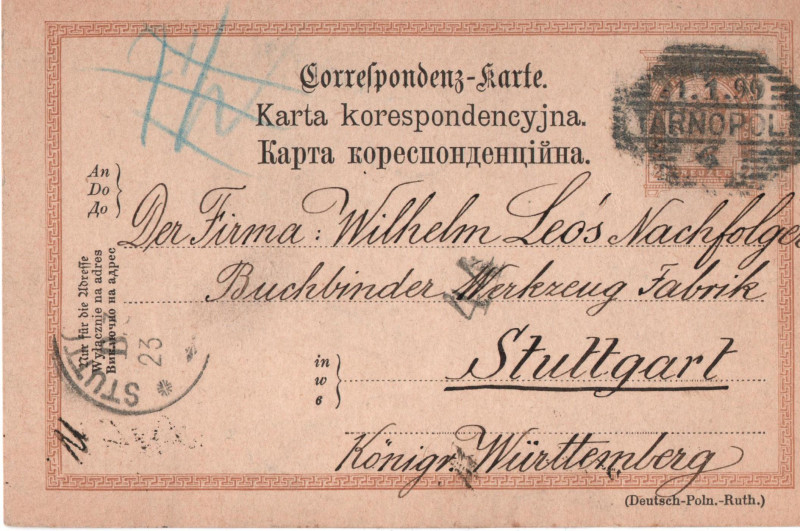 Correspondenz-Karte.
Karta korespondencyjna.
Карта кореспонденційна.
1.1.99
TARNOPOL
An
Do
До
Der Firma: Wilhelm Leo's Nachfolger
Buchbinder Werkzeug Fabrik
Nur für die Adresse
Wyłącznie na adres
Виключно на адрес
in
w
в
Stuttgart
Königr. Württemberg
STUTT
23
(Deutsch-Poln.-Ruth.)